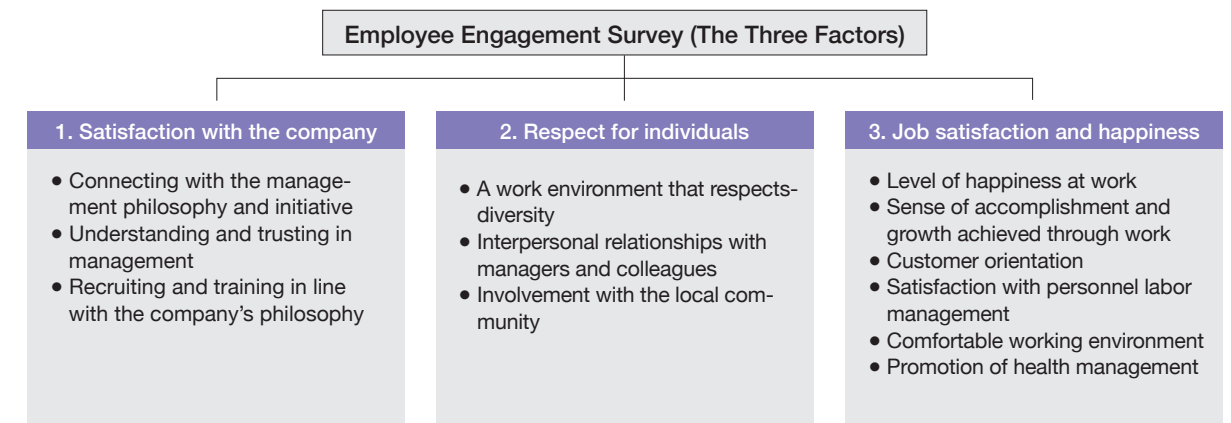 Employee Engagement Survey (The Three Factors)
1. Satisfaction with the company
• Connecting with the manage-
ment philosophy and initiative
• Understanding and trusting in
management
• Recruiting and training in line
with the company’s philosophy
2. Respect for individuals
• A work environment that respects-
diversity
• Interpersonal relationships with
managers and colleagues
• Involvement with the local com-
munity
3. Job satisfaction and happiness
• Level of happiness at work
• Sense of accomplishment and
growth achieved through work
• Customer orientation
• Satisfaction with personnel labor
management
• Comfortable working environment
• Promotion of health management